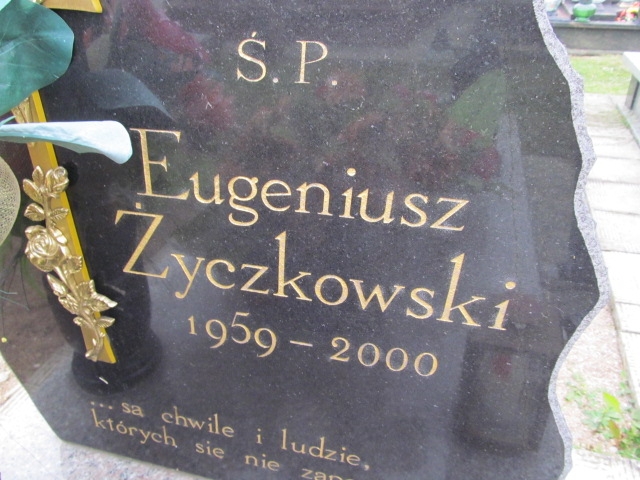 Ś.P.
Eugeniusz
Życzkowski
1959 - 2000
...sa chwile i ludzie,
których sie nie